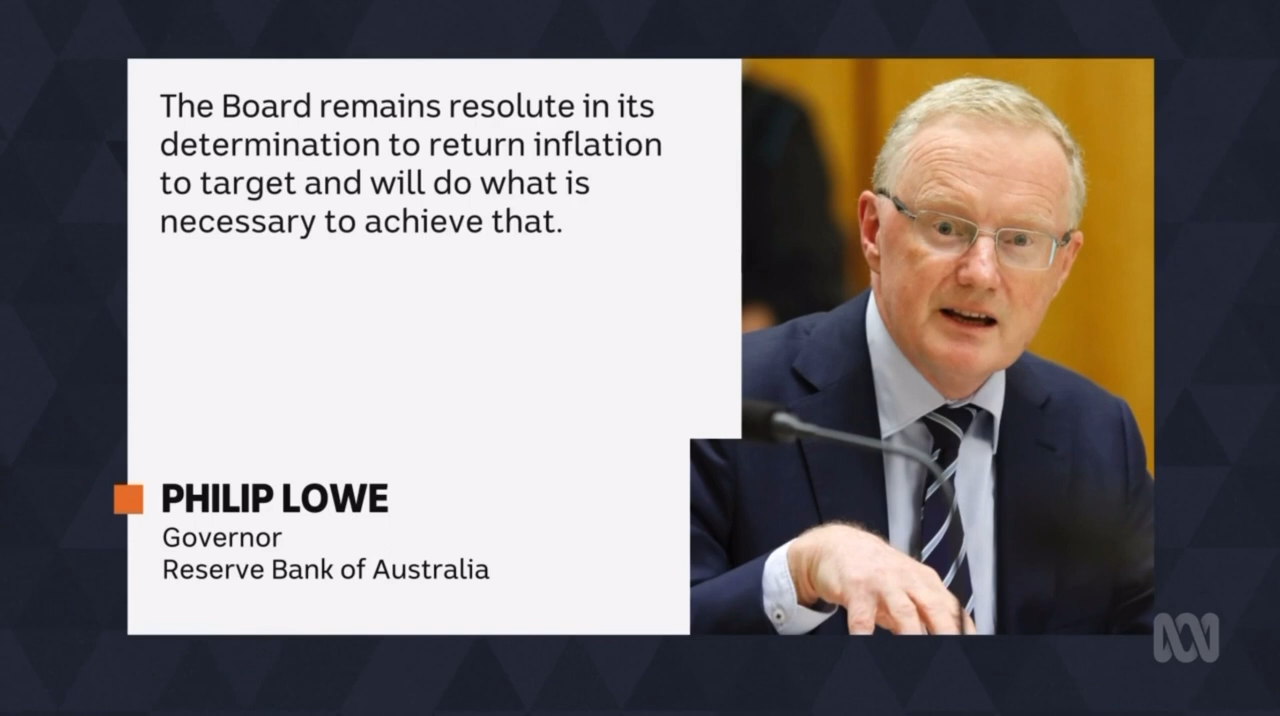 The Board remains resolute in its
determination to return inflation
to target and will do what is
necessary to achieve that.
PHILIP LOWE
Governor
Reserve Bank of Australia